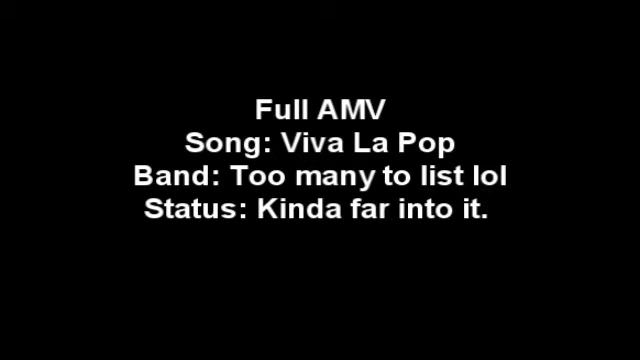 Full AMV
Song: Viva La Pop
Band: Too many to list lol
Status: Kinda far into it.